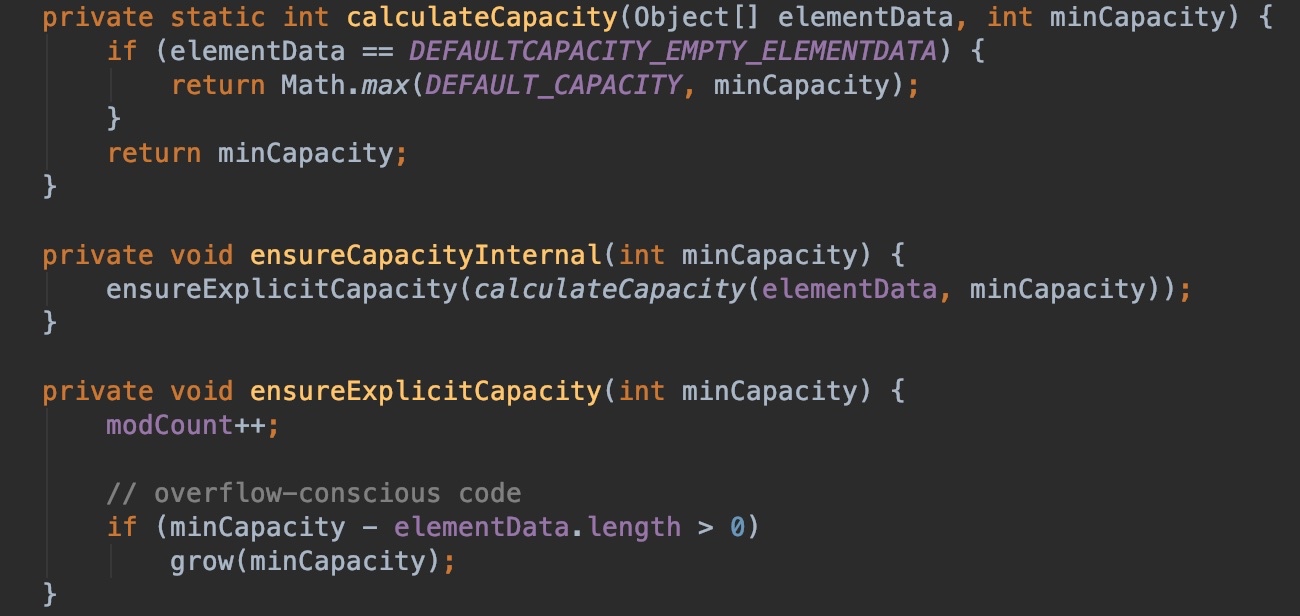 private static int calculateCapacity(Object[] elementData, int minCapacity) {
    if (elementData == DEFAULTCAPACITY_EMPTY_ELEMENTDATA) {
        return Math.max(DEFAULT_CAPACITY, minCapacity);
    }
    return minCapacity;
}

private void ensureCapacityInternal(int minCapacity) {
    ensureExplicitCapacity(calculateCapacity(elementData, minCapacity));
}

private void ensureExplicitCapacity(int minCapacity) {
    modCount++;

    // overflow-conscious code
    if (minCapacity - elementData.length > 0)
        grow(minCapacity);
}